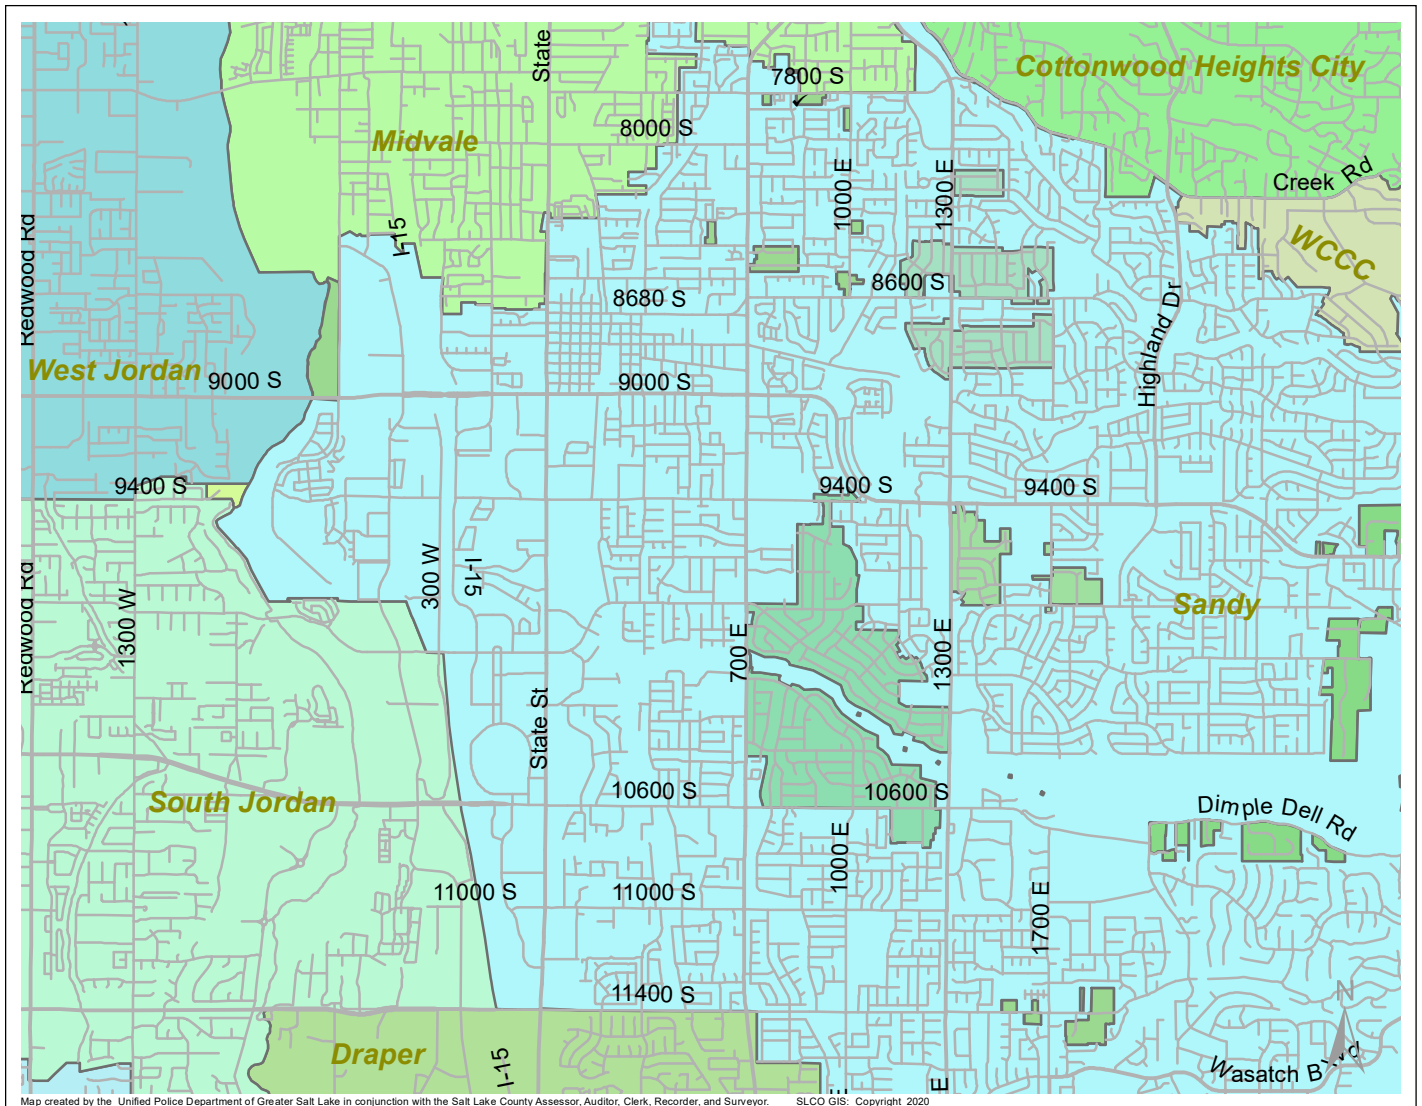 State
7800 S
Cottonwood Heights City
Midvale
8000 S
1000 E
1300 E
Creek Rd
I-15
Redwood Rd
WCCC
8600 S
8680 S
Highland Dr
West Jordan
9000 S
9000 S
9400 S
9400 S
9400 S
300 W
I-15
Redwood Rd
1300 W
Sandy
700 E
1300 E
State St
10600 S
10600 S
South Jordan
Dimple Dell Rd
1000 E
11000 S
11000 S
1700 E
11400 S
N
Draper
I-15
Wasatch Blvd
E
E
Map created by the Unified Police Department of Greater Salt Lake in conjunction with the Salt Lake County Assessor, Auditor, Clerk, Recorder, and Surveyor. SLCO GIS: Copyright 2020